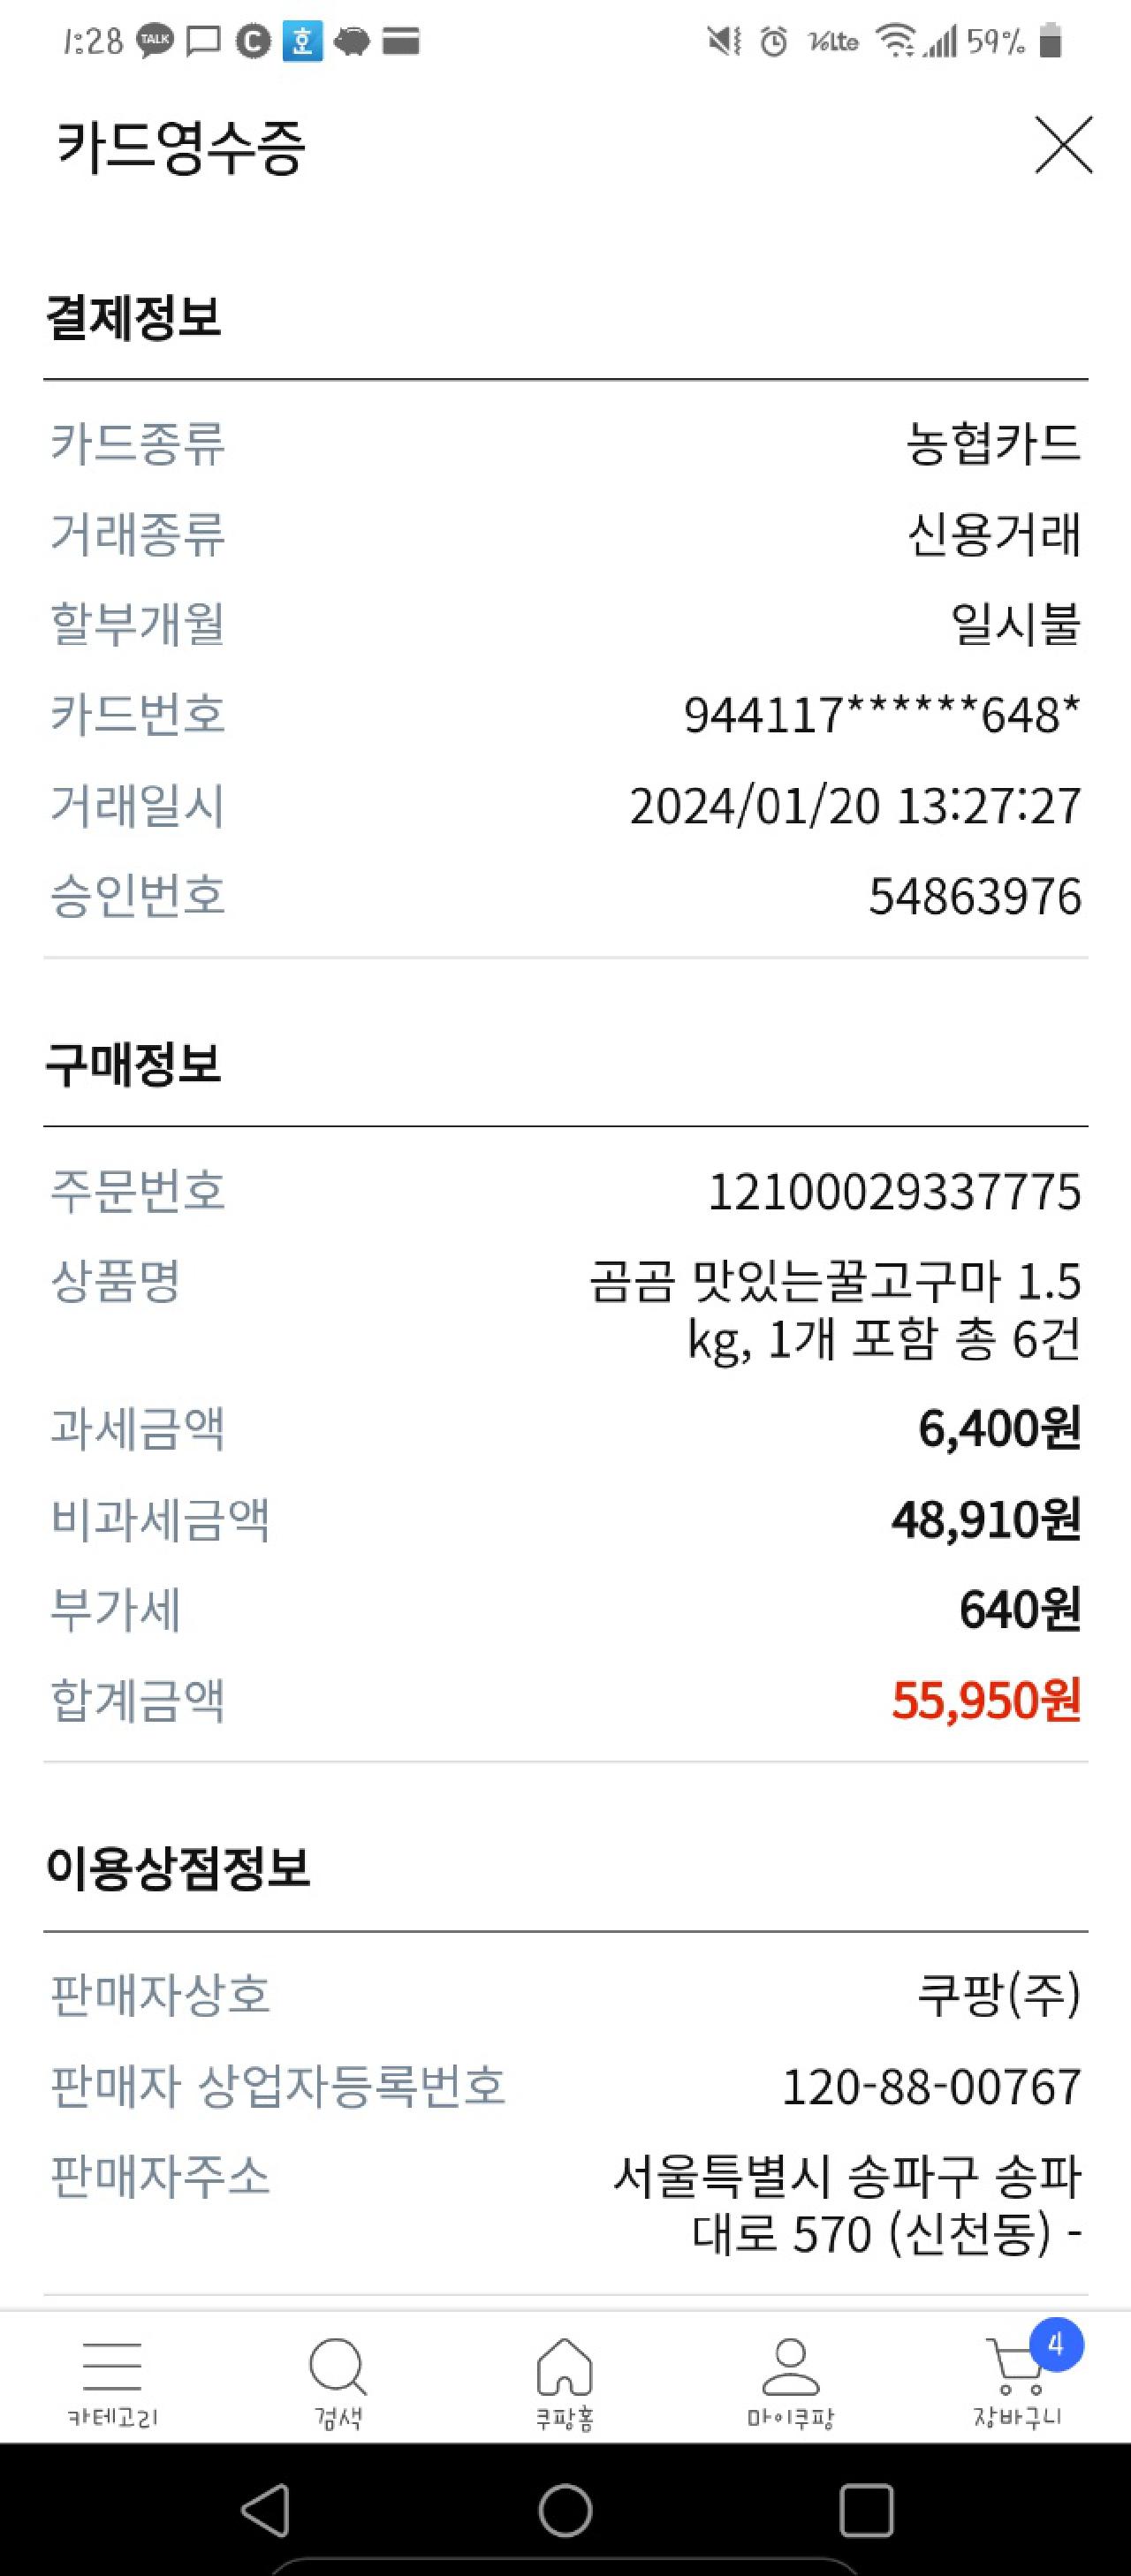 1:28 TALK C 호 Volte 59%
카드영수증
결제정보
카드종류 농협카드
거래종류 신용거래
할부개월 일시불
카드번호 944117******648*
거래일시 2024/01/20 13:27:27
승인번호 54863976
구매정보
주문번호 12100029337775
상품명 곰곰 맛있는꿀고구마 1.5
kg, 1개 포함 총 6건
과세금액 6,400원
비과세금액 48,910원
부가세 640원
합계금액 55,950원
이용상점정보
판매자상호 쿠팡(주)
판매자 상업자등록번호 120-88-00767
판매자주소 서울특별시 송파구 송파
대로 570 (신천동) -
4
카테고리 검색 쿠팡홈 마이쿠팡 장바구니